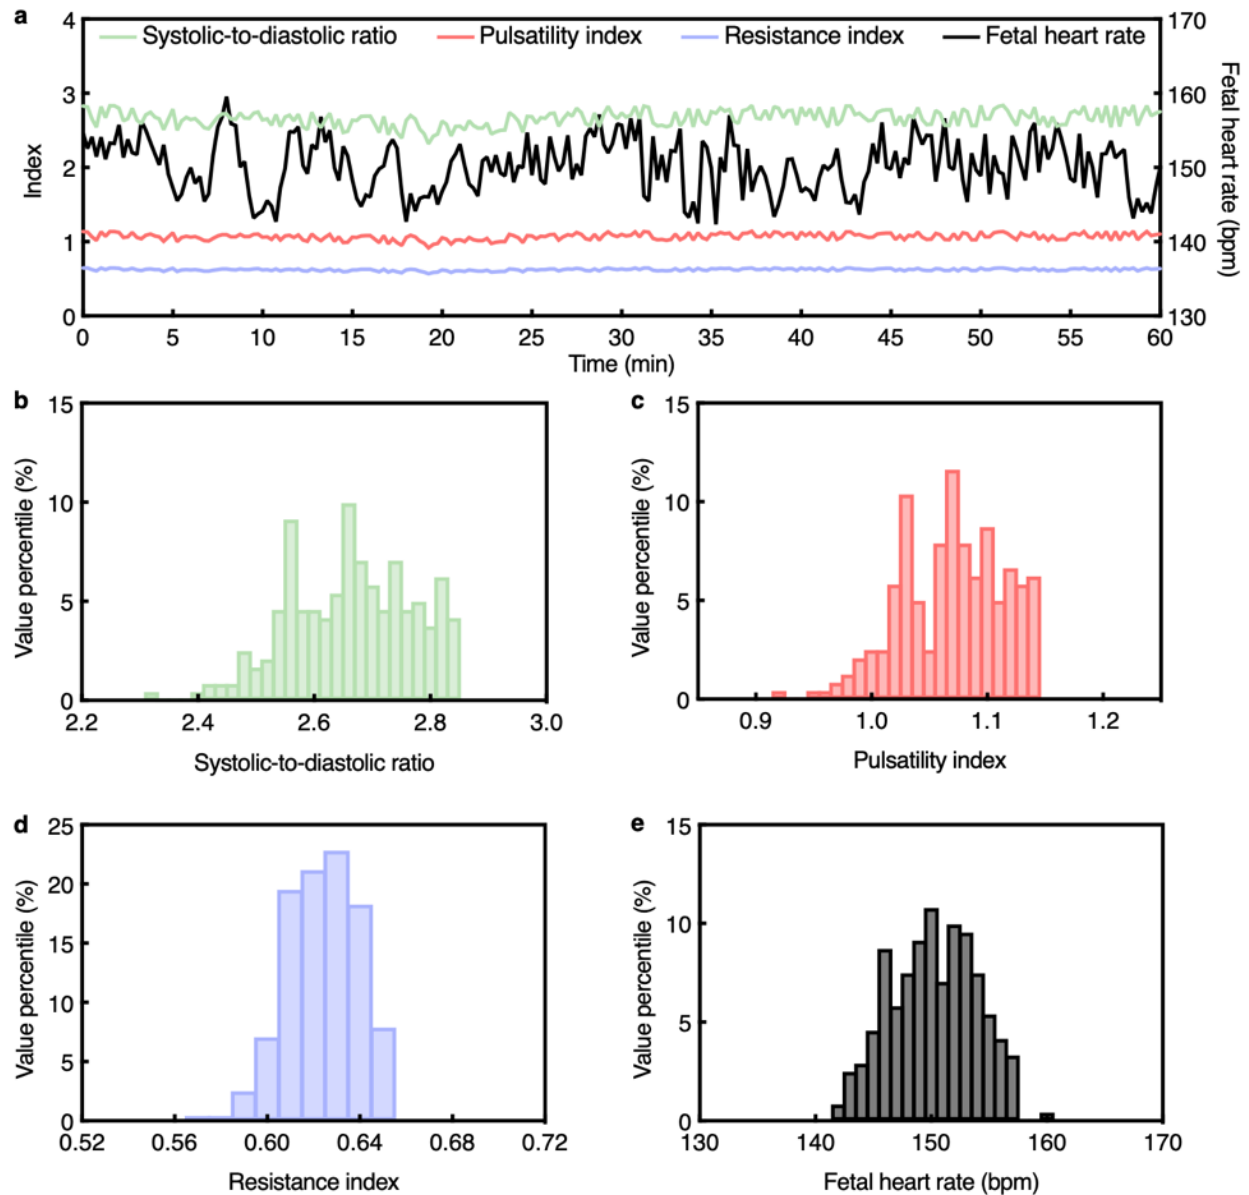 a
Systolic-to-diastolic ratio Pulsatility index Resistance index Fetal heart rate
4 170
3 160
2 150
1 140
0 130
Index
Fetal heart rate (bpm)
0 5 10 15 20 25 30 35 40 45 50 55 60
Time (min)
b
15
10
5
0
Value percentile (%)
2.2 2.4 2.6 2.8 3.0
Systolic-to-diastolic ratio
c
15
10
5
0
Value percentile (%)
0.9 1.0 1.1 1.2
Pulsatility index
d
25
20
15
10
5
0
Value percentile (%)
0.52 0.56 0.60 0.64 0.68 0.72
Resistance index
e
15
10
5
0
Value percentile (%)
130 140 150 160 170
Fetal heart rate (bpm)